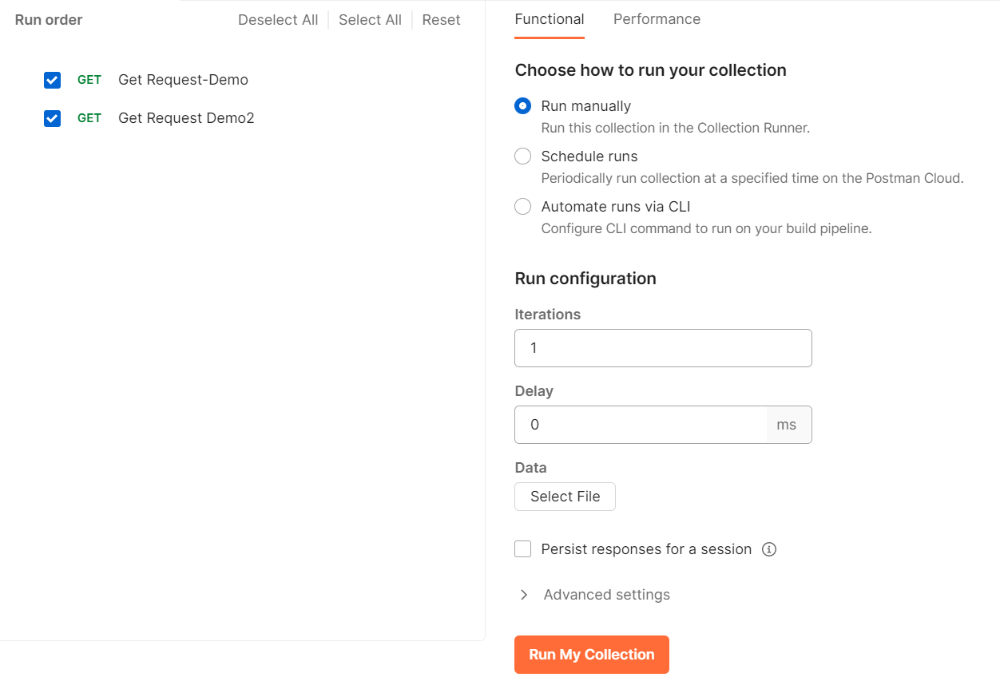 Run order
Deselect All
Select All
Reset
GET Get Request-Demo
GET Get Request Demo2
Functional
Performance
Choose how to run your collection
Run manually
Run this collection in the Collection Runner.
Schedule runs
Periodically run collection at a specified time on the Postman Cloud.
Automate runs via CLI
Configure CLI command to run on your build pipeline.
Run configuration
Iterations
1
Delay
0 ms
Data
Select File
Persist responses for a session
Advanced settings
Run My Collection